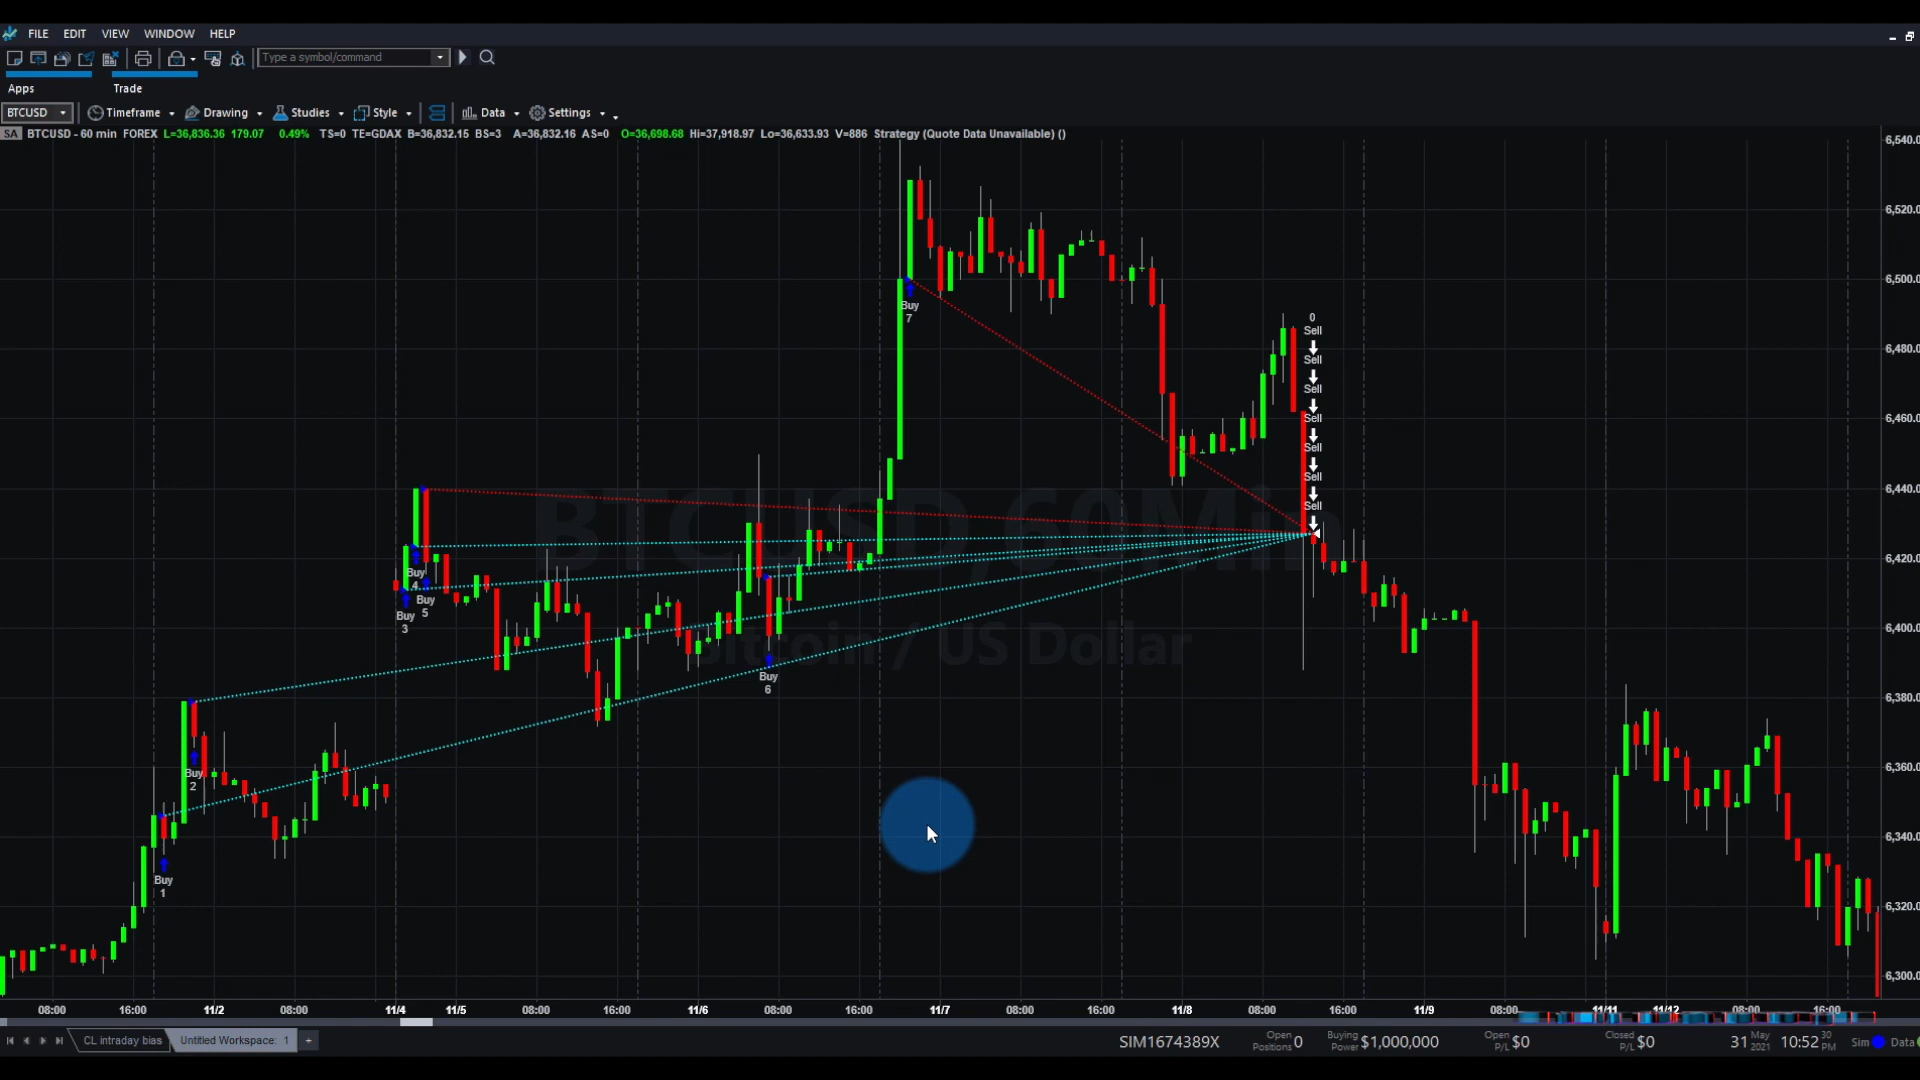 FILE EDIT VIEW WINDOW HELP
Type a symbol/command
Apps Trade
BTCUSD Timeframe Drawing Studies Style Data Settings
SA BTCUSD - 60 min FOREX L=36,836.36 179.07 0.49% TS=0 TE=GDAX B=36,832.15 BS=3 A=36,832.16 AS=0 O=36,698.68 Hi=37,918.97 Lo=36,633.93 V=886 Strategy (Quote Data Unavailable) ()
6,540.0
6,520.0
6,500.0
6,480.0
6,460.0
6,440.0
6,420.0
6,400.0
6,380.0
6,360.0
6,340.0
6,320.0
6,300.0
BTCUSD,60Min
Bitcoin / US Dollar
Buy
7
0
Sell
Sell
Sell
Sell
Sell
Sell
Sell
Buy
4
Buy
5
Buy
3
Buy
6
Buy
2
Buy
1
08:00 16:00 11/2 08:00 11/4 11/5 08:00 16:00 11/6 08:00 16:00 11/7 08:00 16:00 11/8 08:00 16:00 11/9 08:00 11/11 11/12 08:00 16:00
CL intraday bias Untitled Workspace: 1 +
SIM1674389X Open Positions 0 Buying Power $1,000,000 Open P/L $0 Closed P/L $0 31 May 2021 10:52 30 PM Sim Data